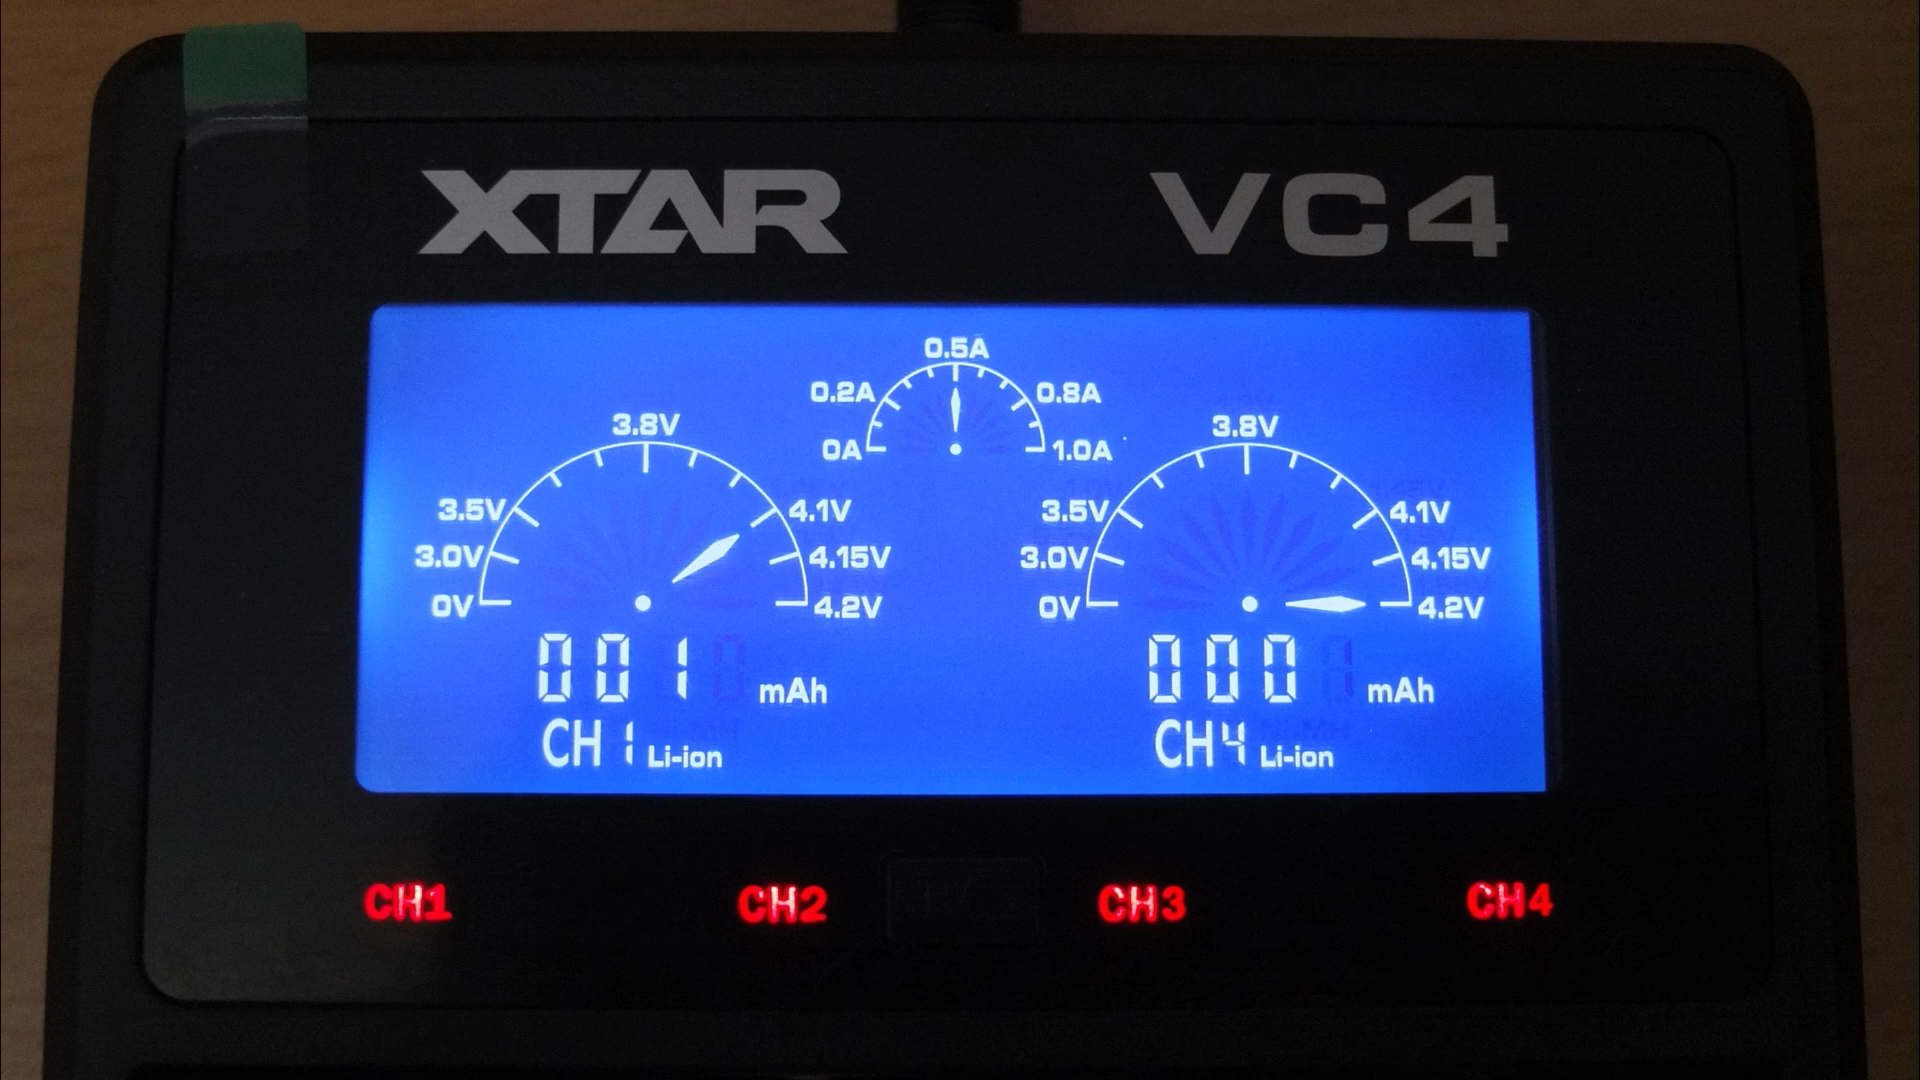 XTAR VC4
0.5A
0.2A 0.8A
0A 1.0A
3.8V 3.8V
3.5V 4.1V 3.5V 4.1V
3.0V 4.15V 3.0V 4.15V
0V 4.2V 0V 4.2V
001 mAh 000 mAh
CH1 Li-ion CH4 Li-ion
CH1 CH2 CH3 CH4